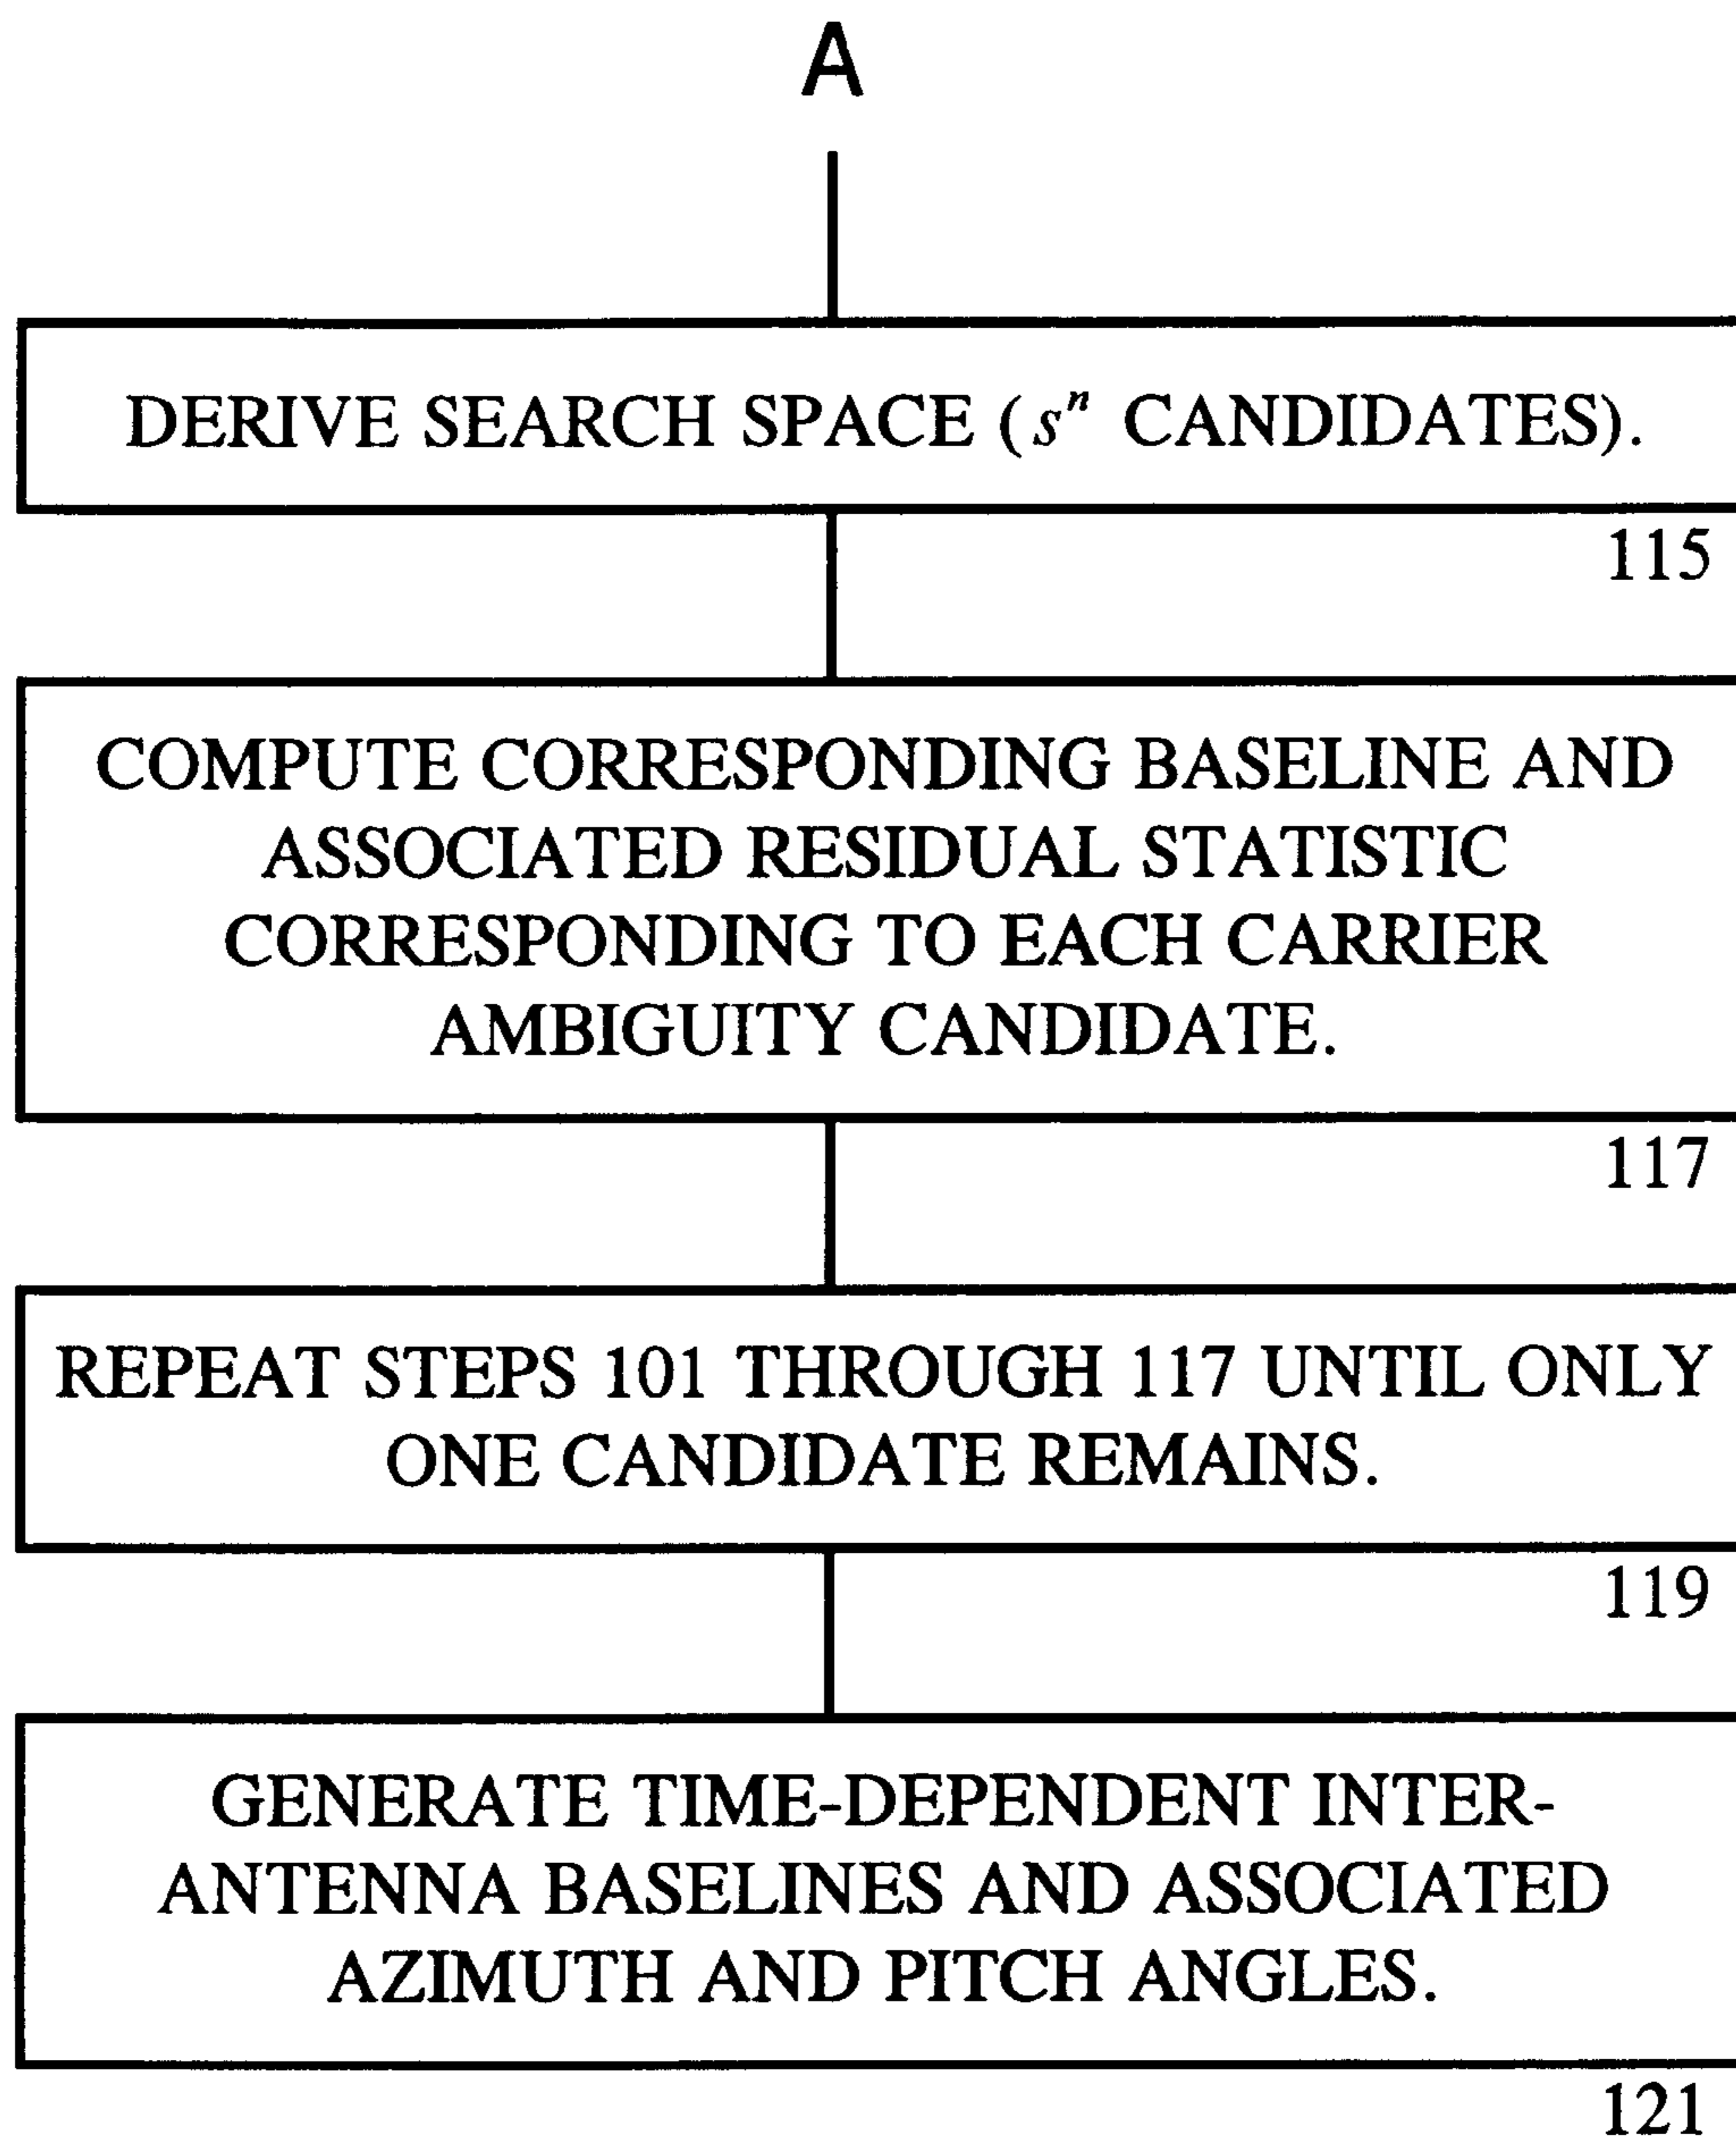 A
DERIVE SEARCH SPACE (sⁿ CANDIDATES).
115
COMPUTE CORRESPONDING BASELINE AND
ASSOCIATED RESIDUAL STATISTIC
CORRESPONDING TO EACH CARRIER
AMBIGUITY CANDIDATE.
117
REPEAT STEPS 101 THROUGH 117 UNTIL ONLY
ONE CANDIDATE REMAINS.
119
GENERATE TIME-DEPENDENT INTER-
ANTENNA BASELINES AND ASSOCIATED
AZIMUTH AND PITCH ANGLES.
121